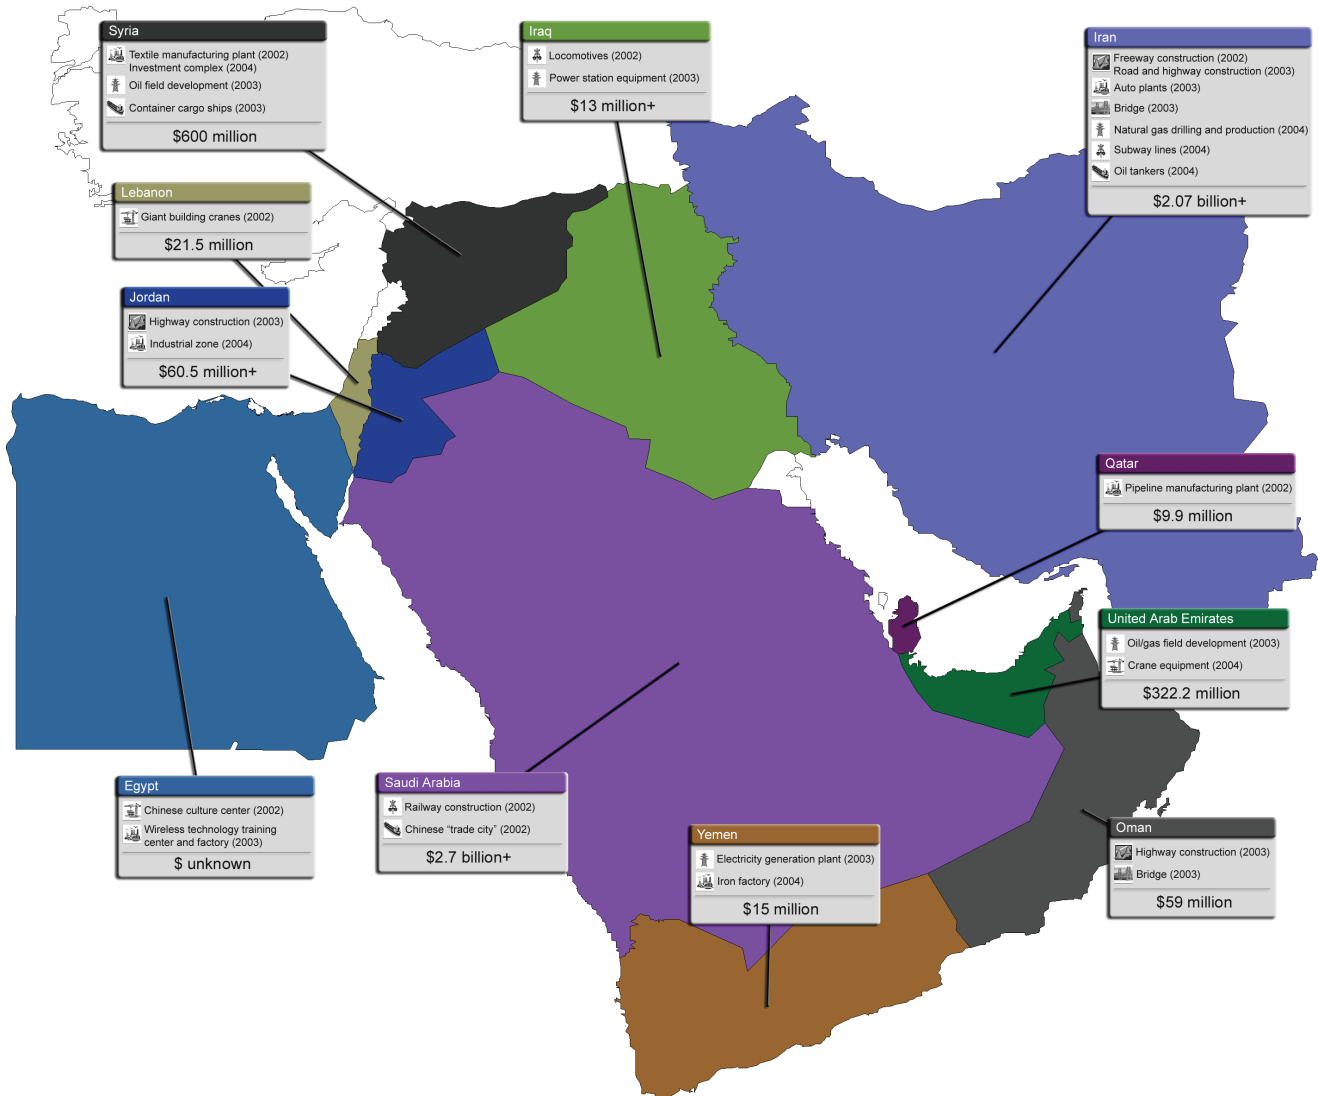 Syria
Textile manufacturing plant (2002)
Investment complex (2004)
Oil field development (2003)
Container cargo ships (2003)
$600 million
Iraq
Locomotives (2002)
Power station equipment (2003)
$13 million+
Iran
Freeway construction (2002)
Road and highway construction (2003)
Auto plants (2003)
Bridge (2003)
Natural gas drilling and production (2004)
Subway lines (2004)
Oil tankers (2004)
$2.07 billion+
Lebanon
Giant building cranes (2002)
$21.5 million
Jordan
Highway construction (2003)
Industrial zone (2004)
$60.5 million+
Qatar
Pipeline manufacturing plant (2002)
$9.9 million
United Arab Emirates
Oil/gas field development (2003)
Crane equipment (2004)
$322.2 million
Egypt
Chinese culture center (2002)
Wireless technology training
center and factory (2003)
$ unknown
Saudi Arabia
Railway construction (2002)
Chinese “trade city” (2002)
$2.7 billion+
Yemen
Electricity generation plant (2003)
Iron factory (2004)
$15 million
Oman
Highway construction (2003)
Bridge (2003)
$59 million